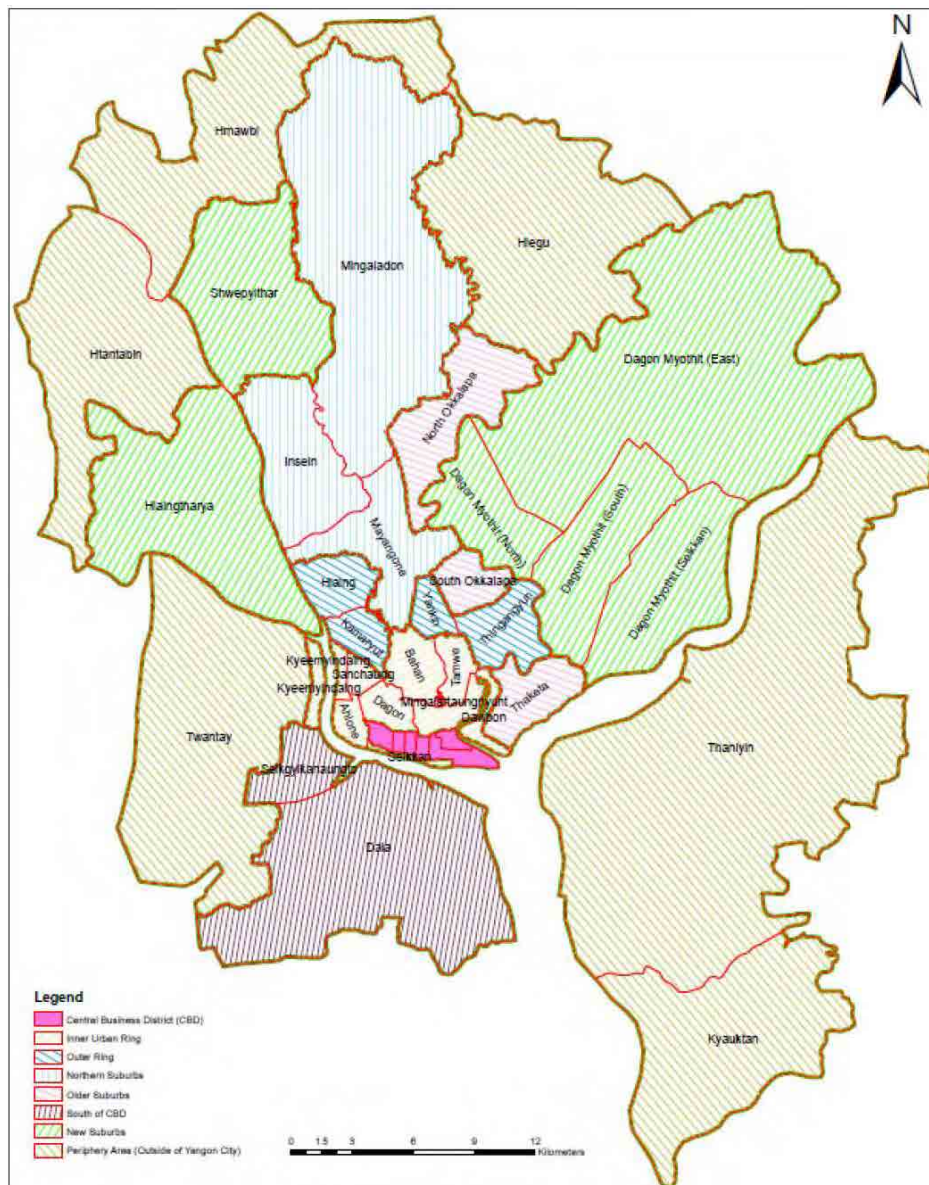 N
Hmawbi
Hlegu
Mingaladon
Shwepyithar
Htantabin
Dagon Myothit (East)
North Okkalapa
Insein
Dagon Myothit (North)
Dagon Myothit (South)
Hlaingtharya
Mayangone
Dagon Myothit (Seikkan)
Hlaing
South Okkalapa
Yankin
Thingangyun
Kamaryut
Bahan
Tamwe
Kyeemyindaing
Sanchaung
Kyeemyindaing
Thaketa
Mingalartaungnyunt
Dagon
Dawbon
Ahlone
Twantay
Seikkan
Thanlyin
Seikgyikanaungto
Dala
Kyauktan
Legend
Central Business District (CBD)
Inner Urban Ring
Outer Ring
Northern Suburbs
Older Suburbs
South of CBD
New Suburbs
Periphery Area (Outside of Yangon City)
0 1.5 3 6 9 12
Kilometers